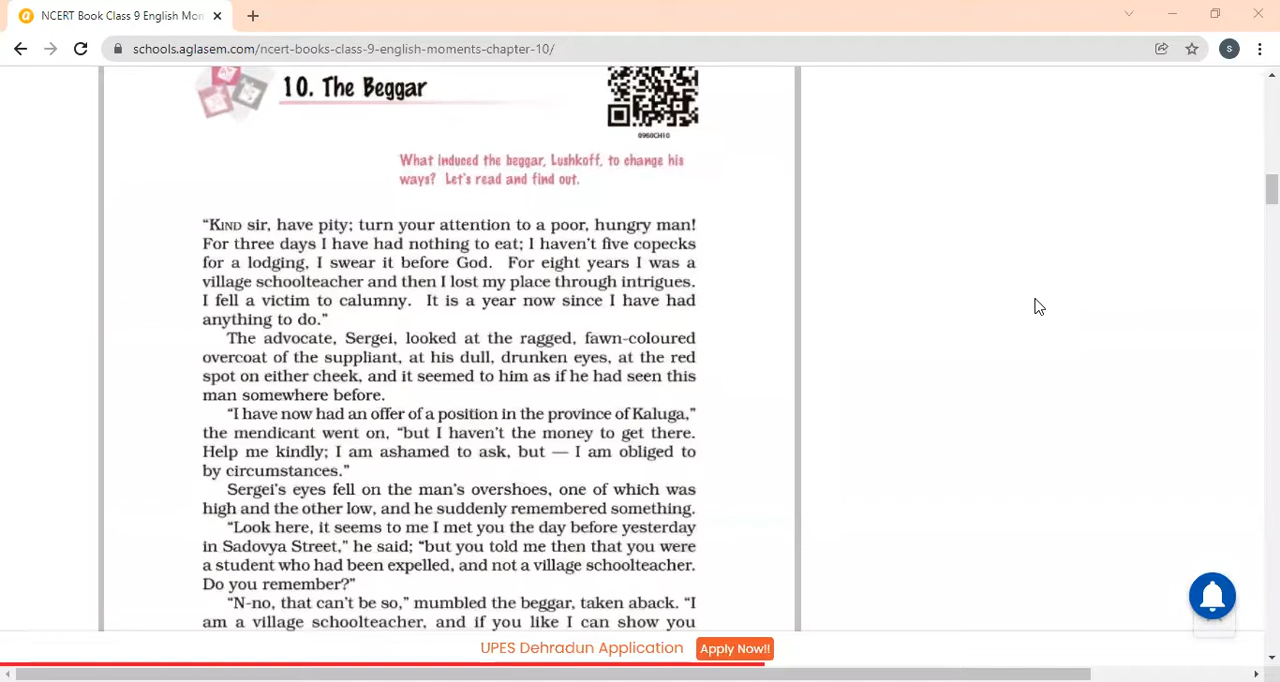 NCERT Book Class 9 English Mom
schools.aglasem.com/ncert-books-class-9-english-moments-chapter-10/
S
10. The Beggar
0960CH10
What induced the beggar, Lushkoff, to change his
ways? Let's read and find out.
“KIND sir, have pity; turn your attention to a poor, hungry man!
For three days I have had nothing to eat; I haven't five copecks
for a lodging, I swear it before God. For eight years I was a
village schoolteacher and then I lost my place through intrigues.
I fell a victim to calumny. It is a year now since I have had
anything to do.”
The advocate, Sergei, looked at the ragged, fawn-coloured
overcoat of the suppliant, at his dull, drunken eyes, at the red
spot on either cheek, and it seemed to him as if he had seen this
man somewhere before.
“I have now had an offer of a position in the province of Kaluga,”
the mendicant went on, “but I haven't the money to get there.
Help me kindly; I am ashamed to ask, but — I am obliged to
by circumstances.”
Sergei's eyes fell on the man's overshoes, one of which was
high and the other low, and he suddenly remembered something.
“Look here, it seems to me I met you the day before yesterday
in Sadovya Street,” he said; “but you told me then that you were
a student who had been expelled, and not a village schoolteacher.
Do you remember?”
“N-no, that can't be so,” mumbled the beggar, taken aback. “I
am a village schoolteacher, and if you like I can show you
UPES Dehradun Application Apply Now!!